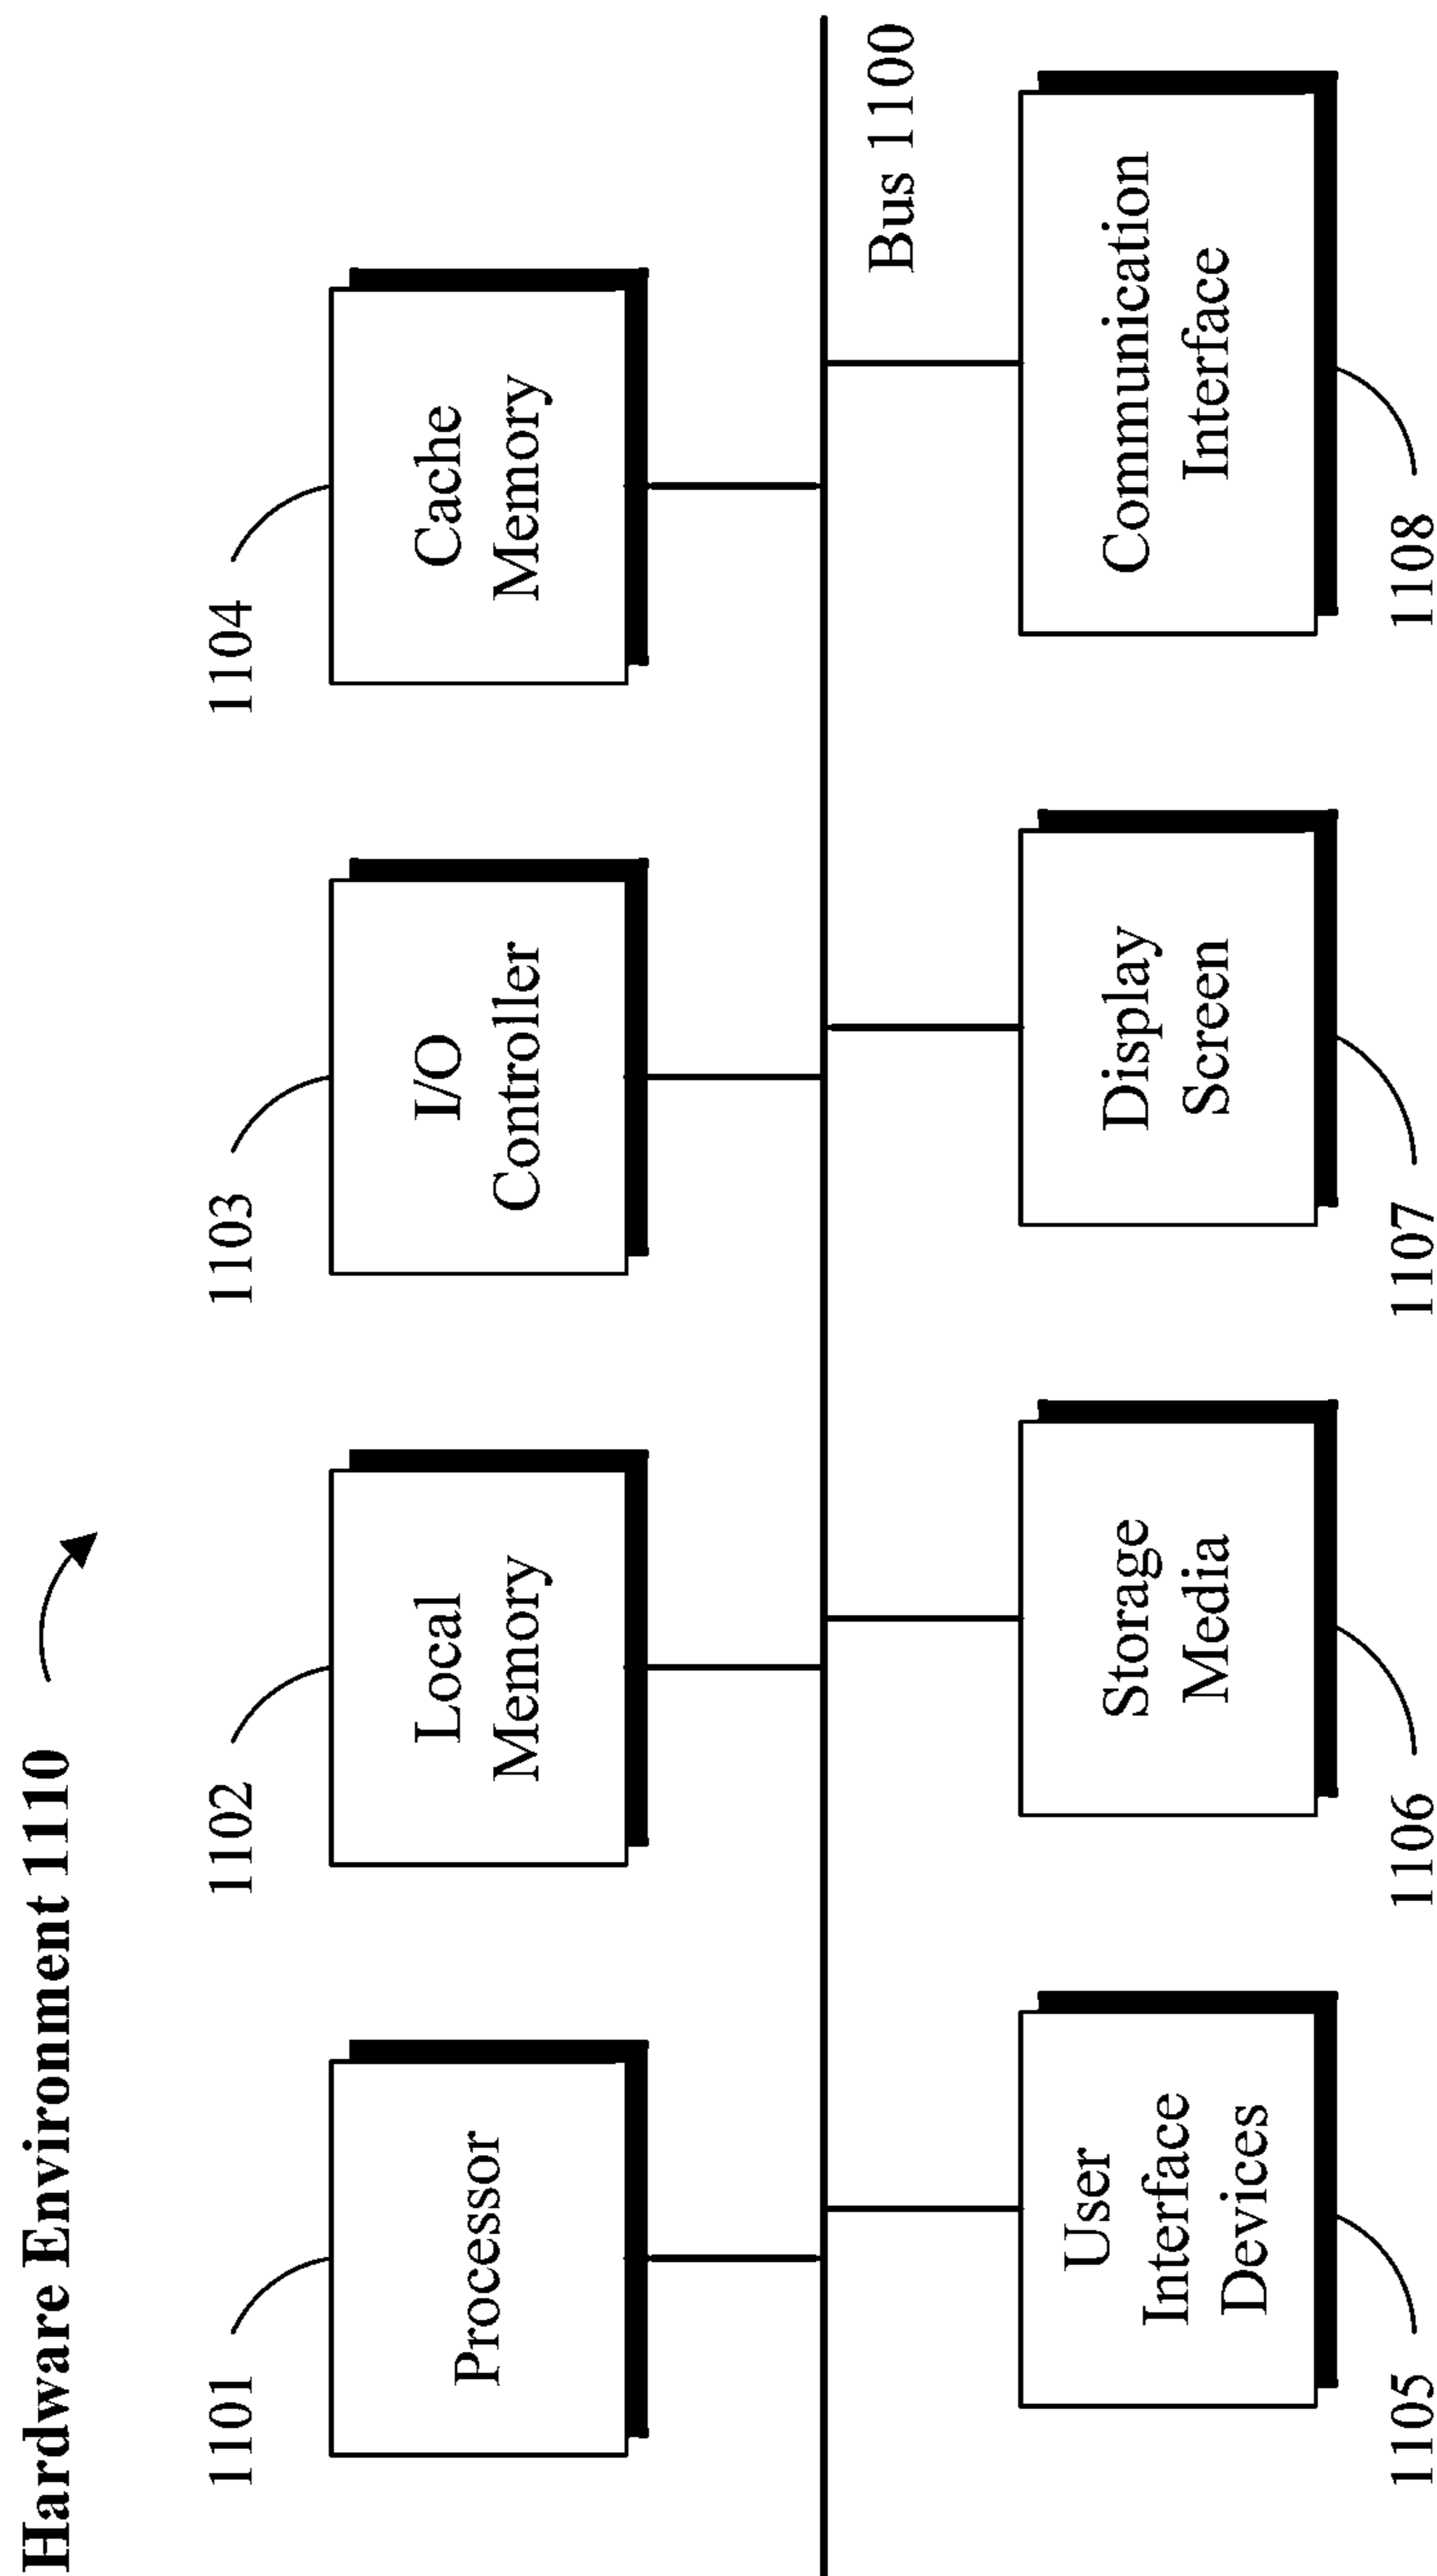 Hardware Environment 1110
1101
1102
1103
1104
Processor
Local
Memory
I/O
Controller
Cache
Memory
Bus 1100
User
Interface
Devices
Storage
Media
Display
Screen
Communication
Interface
1105
1106
1107
1108